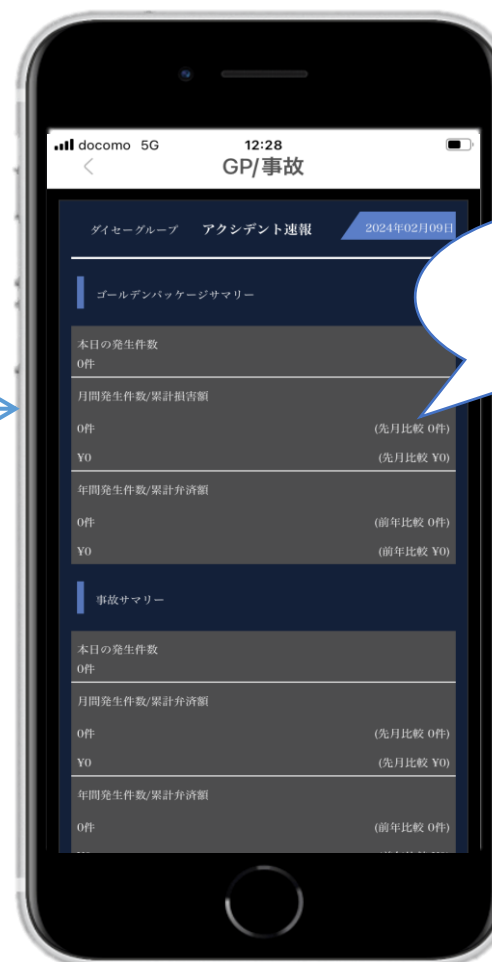 docomo 5G 12:28
GP/事故
ダイセーグループ アクシデント速報 2024年02月09日
ゴールデンパッケージサマリー
本日の発生件数
0件
月間発生件数/累計損害額
0件 (先月比較 0件)
¥0 (先月比較 ¥0)
年間発生件数/累計弁済額
0件 (前年比較 0件)
¥0 (前年比較 ¥0)
事故サマリー
本日の発生件数
0件
月間発生件数/累計弁済額
0件 (先月比較 0件)
¥0 (先月比較 ¥0)
年間発生件数/累計弁済額
0件 (前年比較 0件)